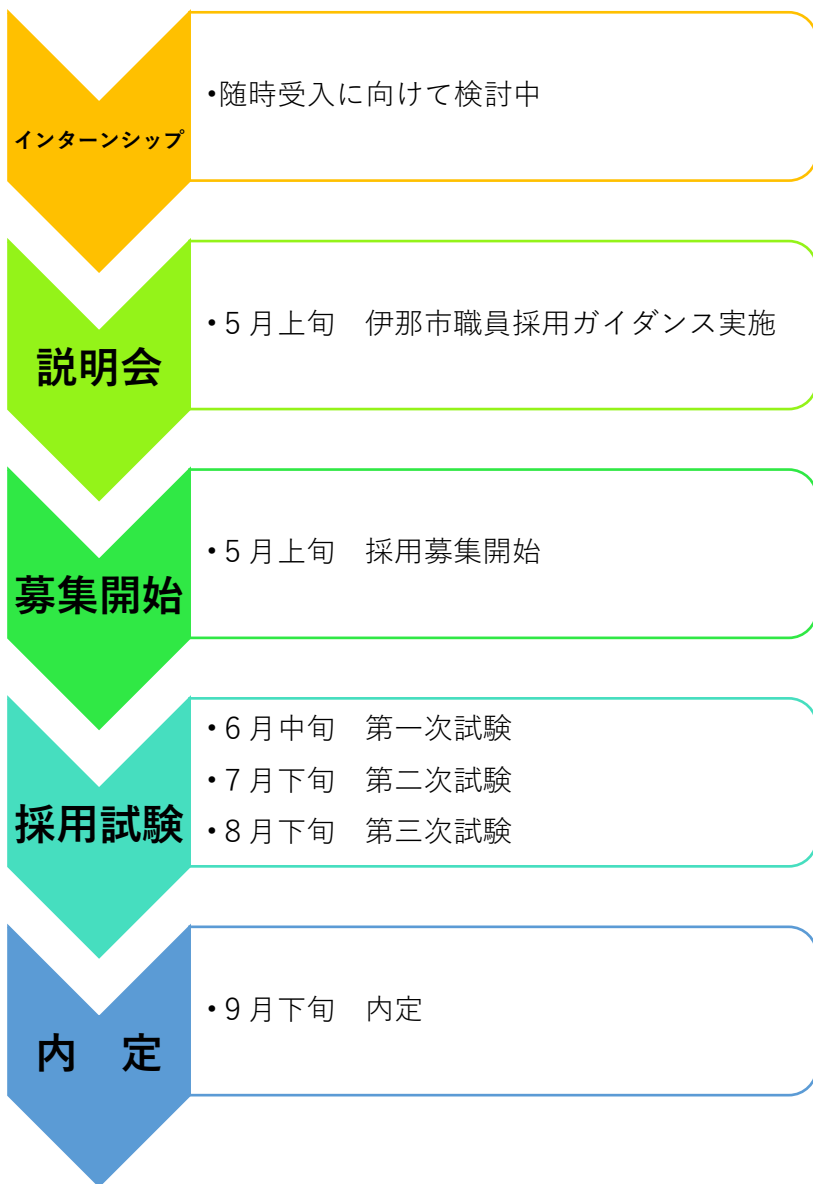 インターンシップ
•随時受入に向けて検討中
説明会
•5月上旬　伊那市職員採用ガイダンス実施
募集開始
•5月上旬　採用募集開始
採用試験
•6月中旬　第一次試験
•7月下旬　第二次試験
•8月下旬　第三次試験
内　定
•9月下旬　内定